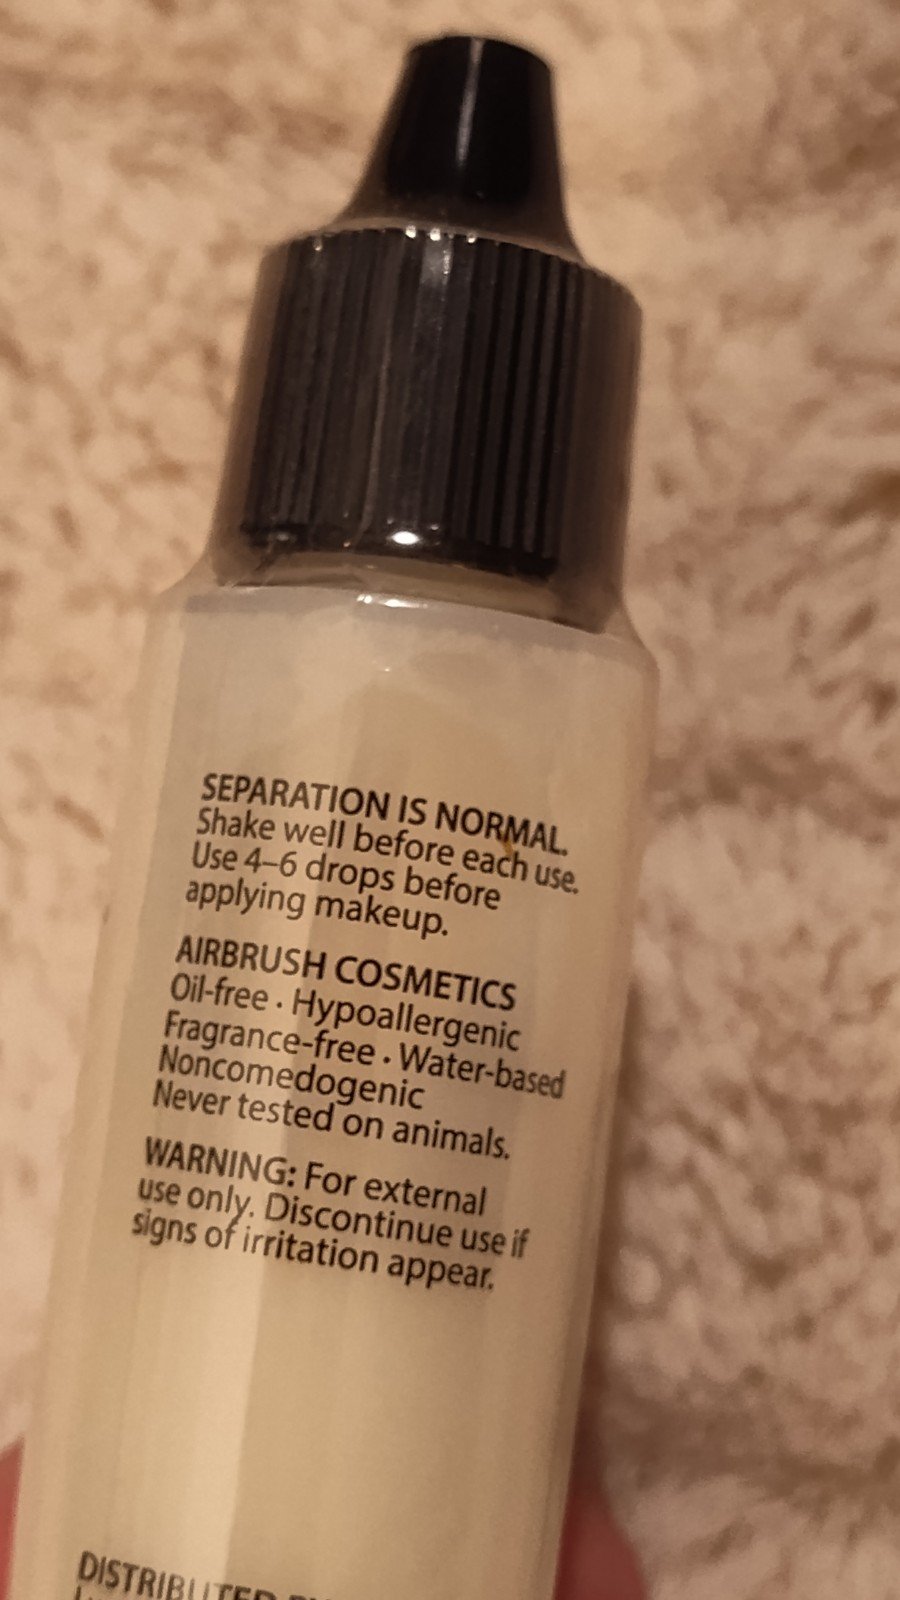 SEPARATION IS NORMAL.
Shake well before each use.
Use 4–6 drops before
applying makeup.
AIRBRUSH COSMETICS
Oil-free · Hypoallergenic
Fragrance-free · Water-based
Noncomedogenic
Never tested on animals.
WARNING: For external
use only. Discontinue use if
signs of irritation appear.
DISTRIBUTED